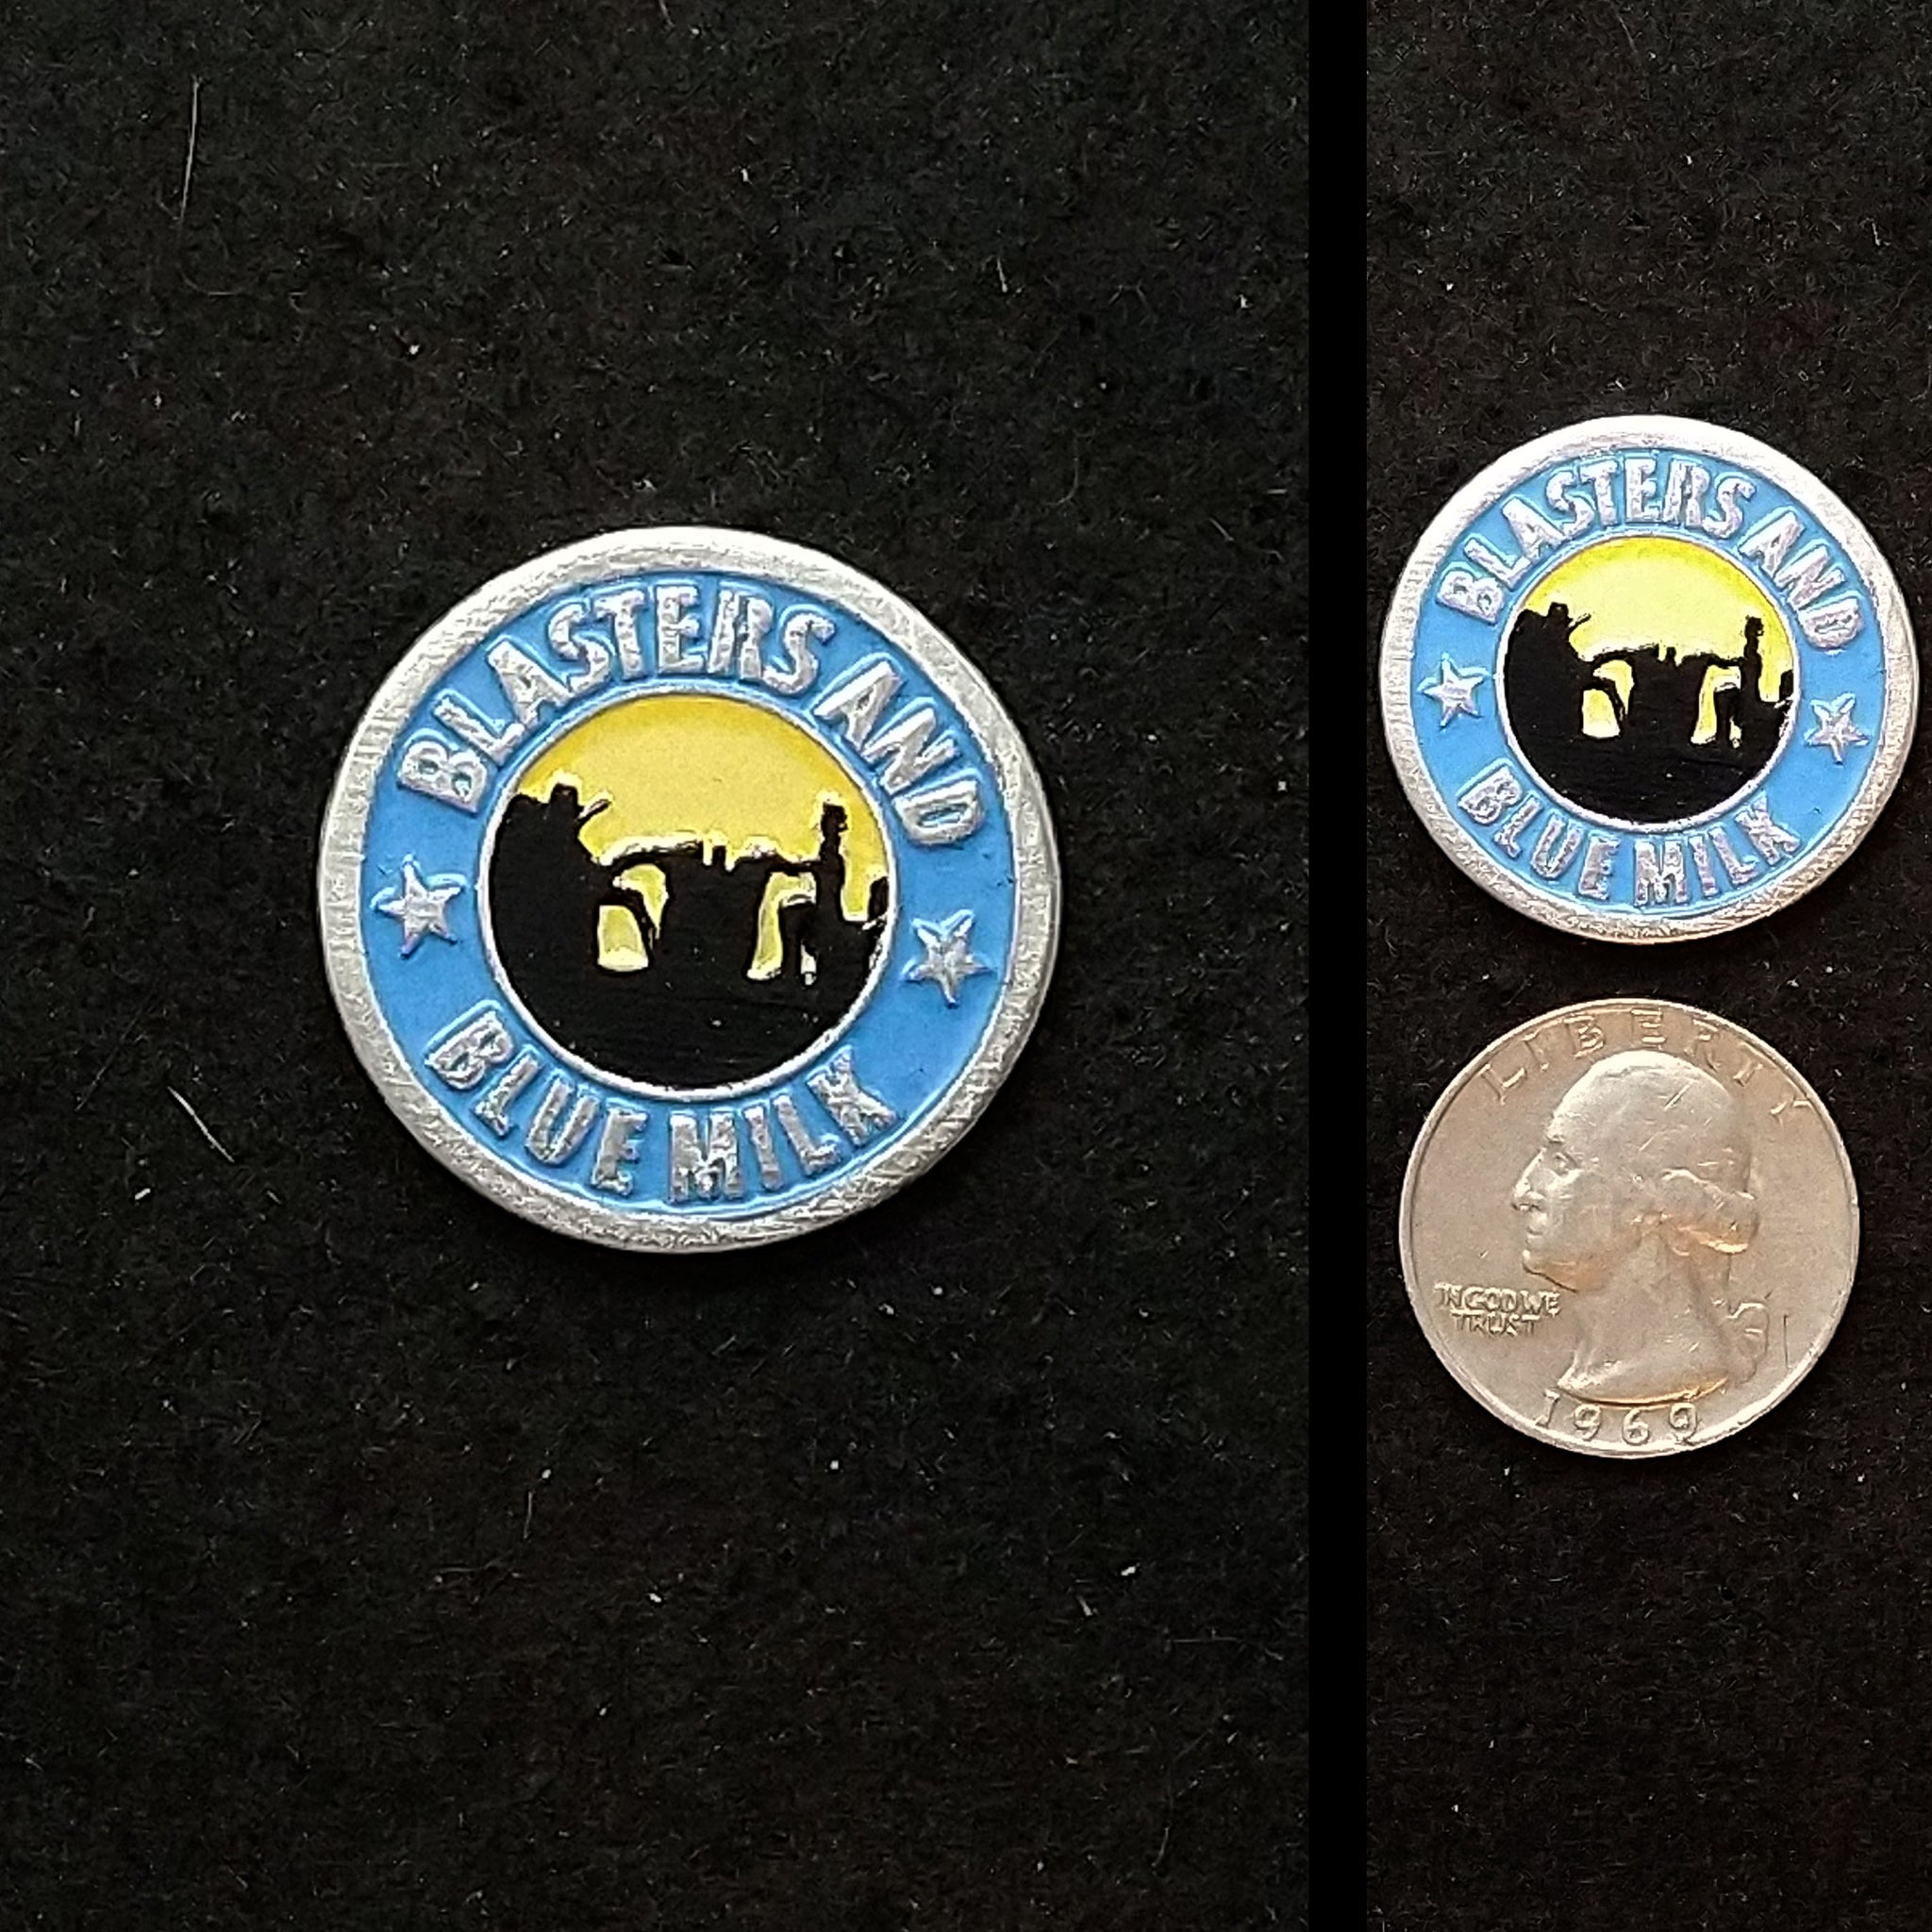 BLASTERS AND
BLUE MILK
BLASTERS AND
BLUE MILK
LIBERTY
IN GOD WE
TRUST
1969